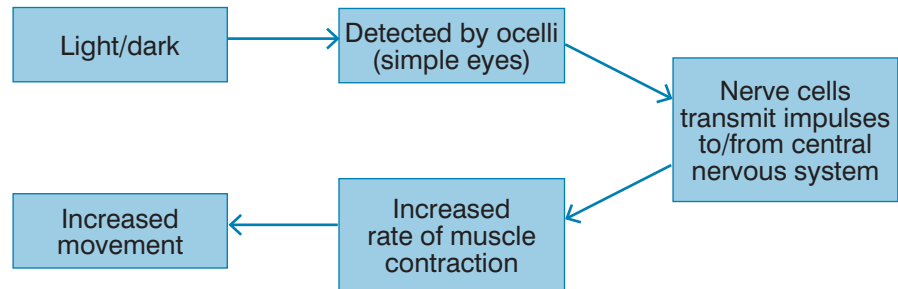 Light/dark
Detected by ocelli
(simple eyes)
Nerve cells
transmit impulses
to/from central
nervous system
Increased
rate of muscle
contraction
Increased
movement